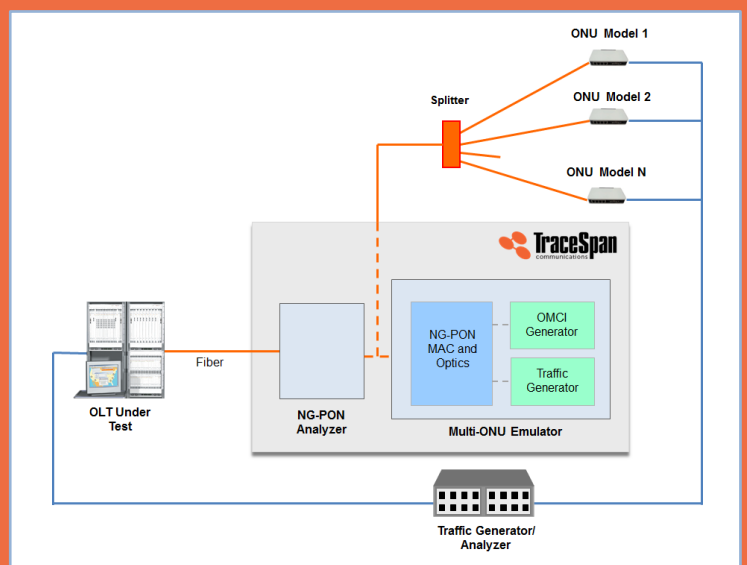 ONU Model 1
Splitter
ONU Model 2
ONU Model N
TraceSpan
communications
NG-PON
MAC and
Optics
OMCI
Generator
Traffic
Generator
Fiber
OLT Under
Test
NG-PON
Analyzer
Multi-ONU Emulator
Traffic Generator/
Analyzer